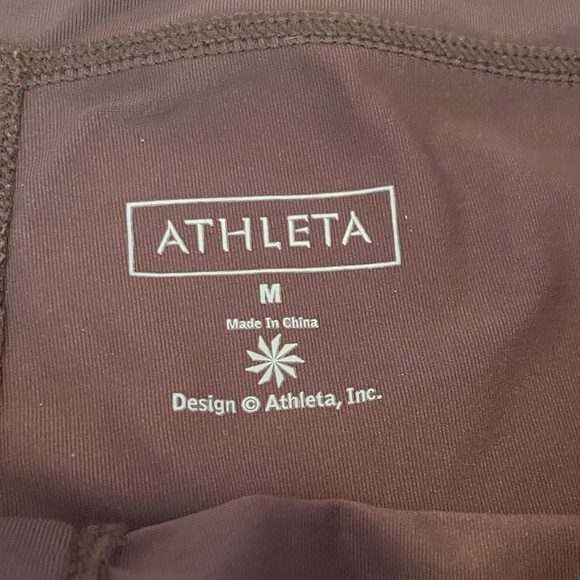 ATHLETA
M
Made In China
Design © Athleta, Inc.